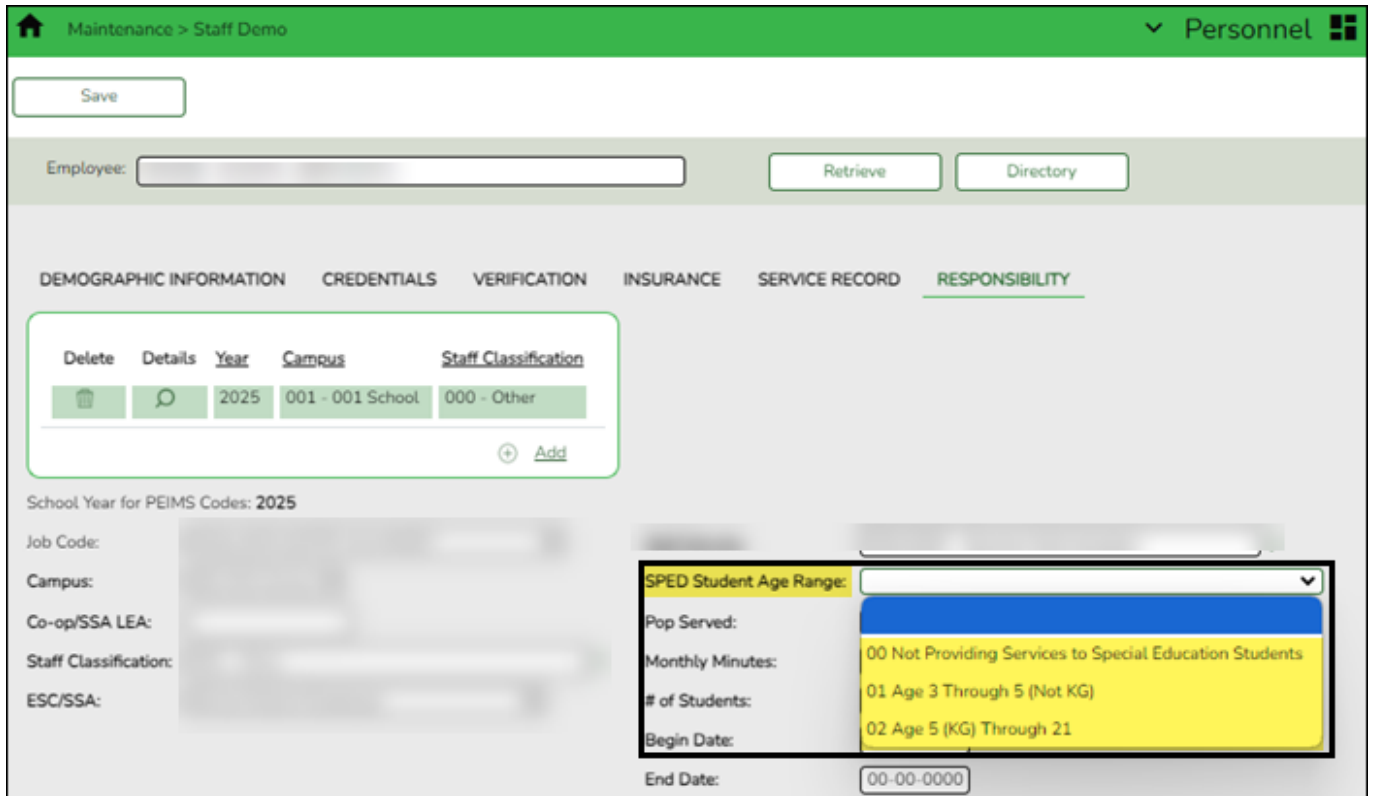 Maintenance > Staff Demo
Personnel
Save
Employee:
Retrieve
Directory
DEMOGRAPHIC INFORMATION CREDENTIALS VERIFICATION INSURANCE SERVICE RECORD RESPONSIBILITY
Delete Details Year Campus Staff Classification
2025 001 - 001 School 000 - Other
Add
School Year for PEIMS Codes: 2025
Job Code:
Campus:
Co-op/SSA LEA:
Staff Classification:
ESC/SSA:
SPED Student Age Range:
Pop Served:
Monthly Minutes:
# of Students:
Begin Date:
End Date: 00-00-0000
00 Not Providing Services to Special Education Students
01 Age 3 Through 5 (Not KG)
02 Age 5 (KG) Through 21